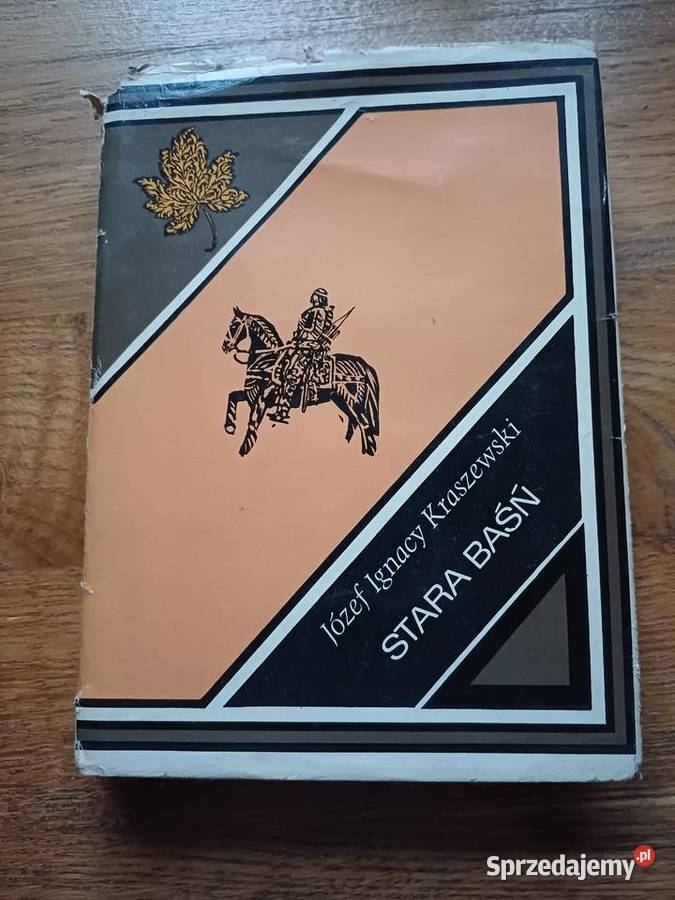 Józef Ignacy Kraszewski
STARA BAŚŃ
Sprzedajemy.pl